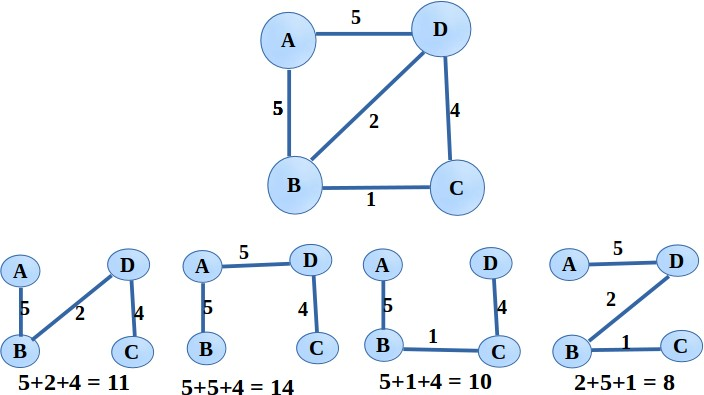 A 5 D
5 2 4
B 1 C
A D
5 2 4
B C
5+2+4 = 11
A 5 D
5 4
B C
5+5+4 = 14
A D
5 4
B 1 C
5+1+4 = 10
A 5 D
2
B 1 C
2+5+1 = 8